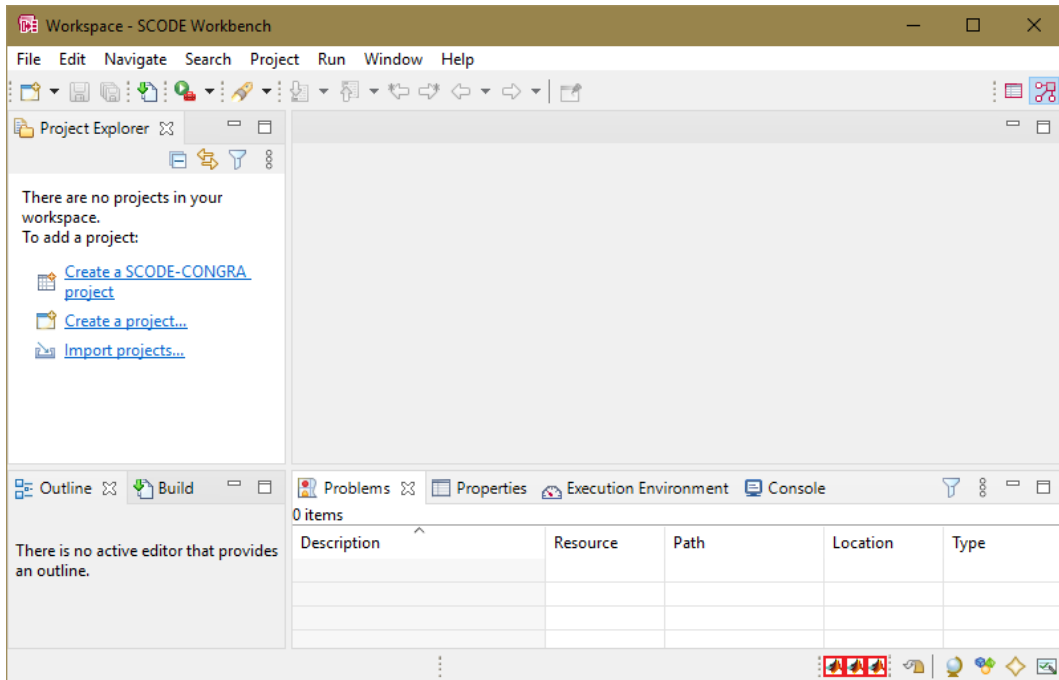 Workspace - SCODE Workbench
File Edit Navigate Search Project Run Window Help
Project Explorer
There are no projects in your
workspace.
To add a project:
Create a SCODE-CONGRA
project
Create a project...
Import projects...
Outline Build
There is no active editor that provides
an outline.
Problems Properties Execution Environment Console
0 items
Description Resource Path Location Type